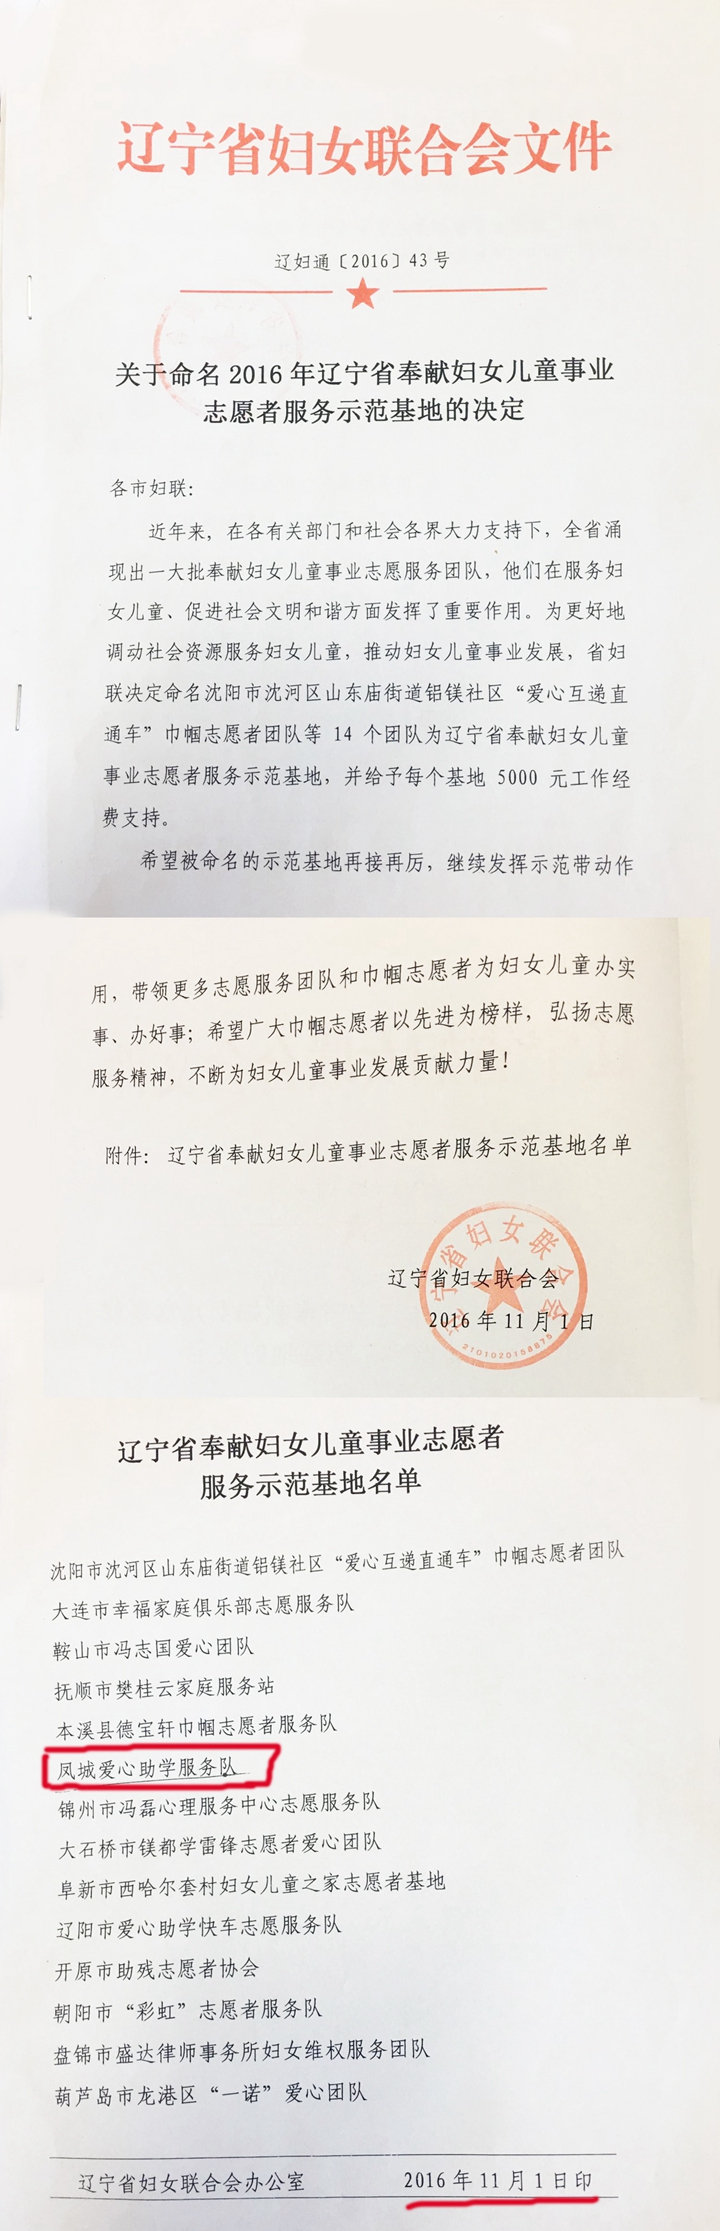 辽宁省妇女联合会文件
辽妇通〔2016〕43号
关于命名2016年辽宁省奉献妇女儿童事业
志愿者服务示范基地的决定
各市妇联：
近年来，在各有关部门和社会各界大力支持下，全省涌
现出一大批奉献妇女儿童事业志愿服务团队，他们在服务妇
女儿童、促进社会文明和谐方面发挥了重要作用。为更好地
调动社会资源服务妇女儿童，推动妇女儿童事业发展，省妇
联决定命名沈阳市沈河区山东庙街道铝镁社区“爱心互递直
通车”巾帼志愿者团队等 14 个团队为辽宁省奉献妇女儿童
事业志愿者服务示范基地，并给予每个基地 5000 元工作经
费支持。
希望被命名的示范基地再接再厉，继续发挥示范带动作
用，带领更多志愿服务团队和巾帼志愿者为妇女儿童办实
事、办好事；希望广大巾帼志愿者以先进为榜样，弘扬志愿
服务精神，不断为妇女儿童事业发展贡献力量！
附件： 辽宁省奉献妇女儿童事业志愿者服务示范基地名单
辽宁省妇女联合会
辽宁省妇女联合会
2016年11月1日
2101020158875
辽宁省奉献妇女儿童事业志愿者
服务示范基地名单
沈阳市沈河区山东庙街道铝镁社区“爱心互递直通车”巾帼志愿者团队
大连市幸福家庭俱乐部志愿服务队
鞍山市冯志国爱心团队
抚顺市樊桂云家庭服务站
本溪县德宝轩巾帼志愿者服务队
凤城爱心助学服务队
锦州市冯磊心理服务中心志愿服务队
大石桥市镁都学雷锋志愿者爱心团队
阜新市西哈尔套村妇女儿童之家志愿者基地
辽阳市爱心助学快车志愿服务队
开原市助残志愿者协会
朝阳市“彩虹”志愿者服务队
盘锦市盛达律师事务所妇女维权服务团队
葫芦岛市龙港区“一诺”爱心团队
辽宁省妇女联合会办公室 2016年11月1日印